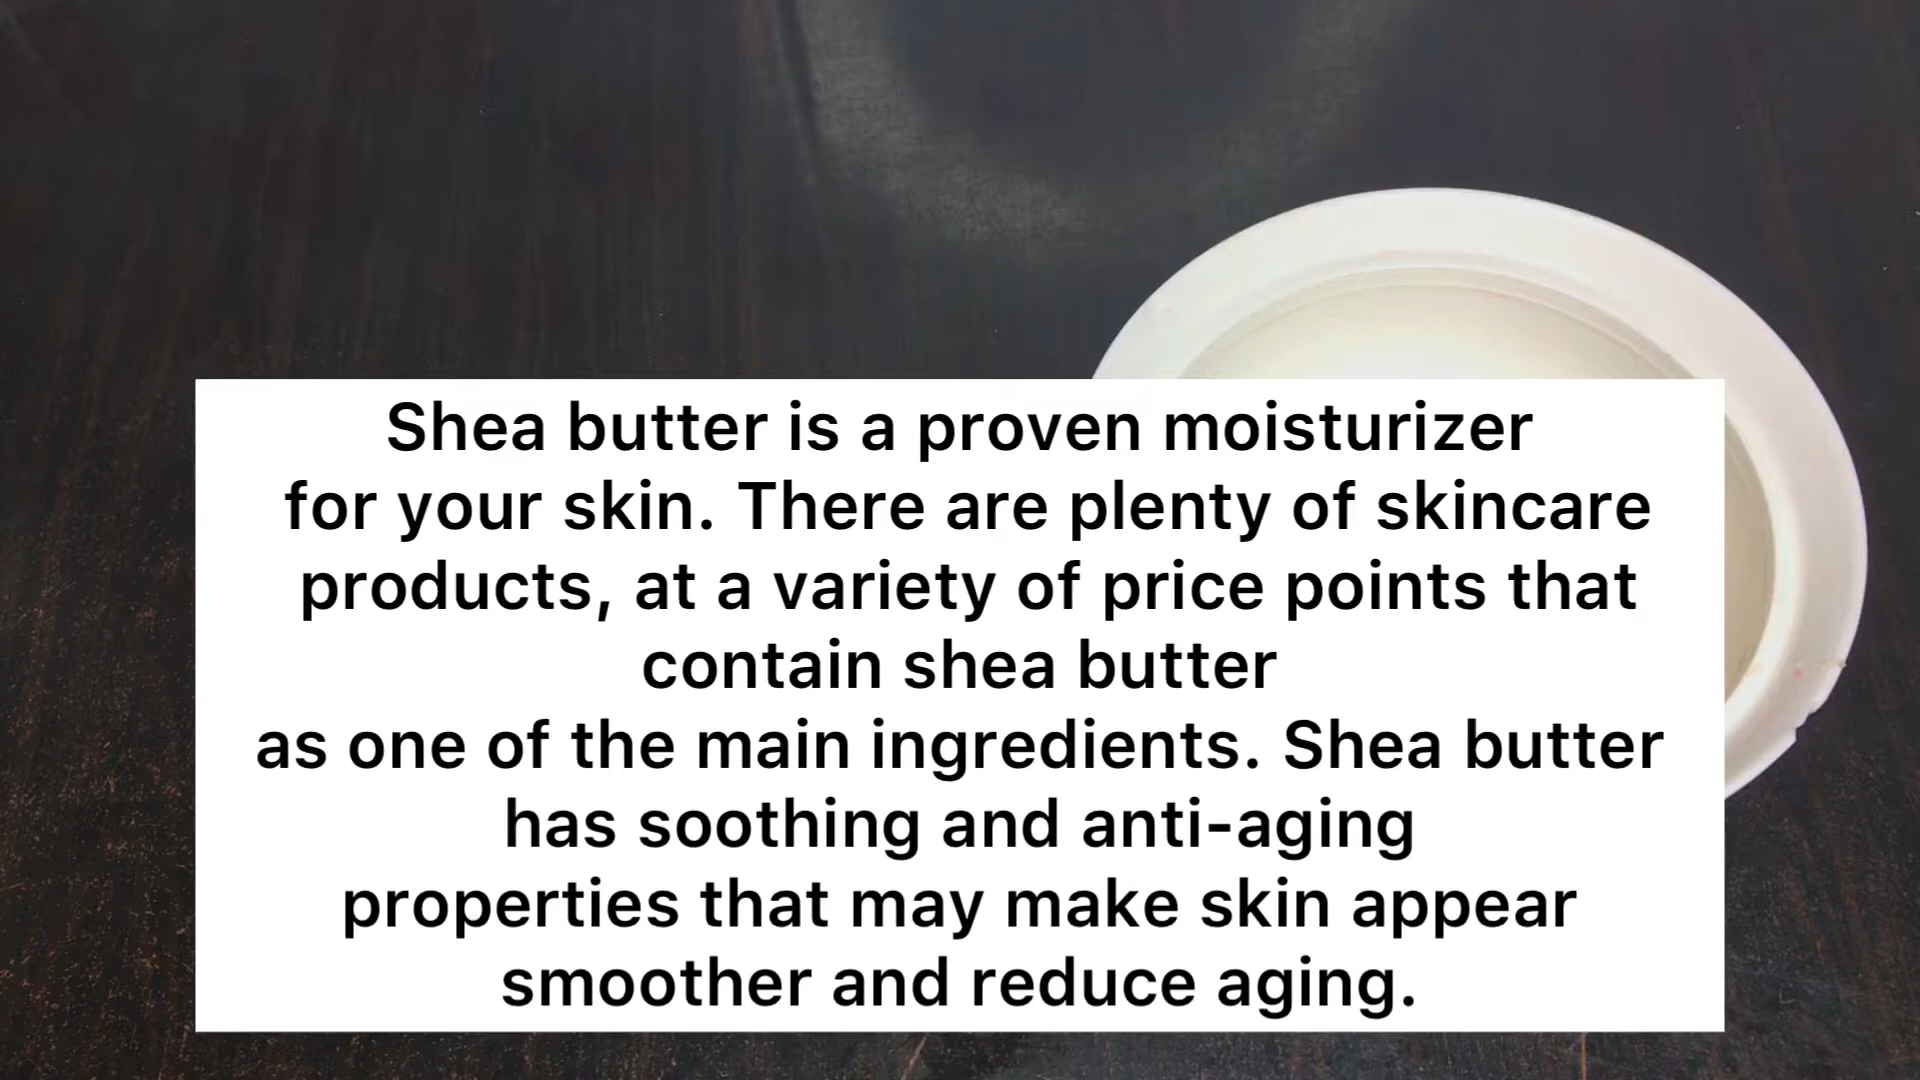 Shea butter is a proven moisturizer
for your skin. There are plenty of skincare
products, at a variety of price points that
contain shea butter
as one of the main ingredients. Shea butter
has soothing and anti-aging
properties that may make skin appear
smoother and reduce aging.